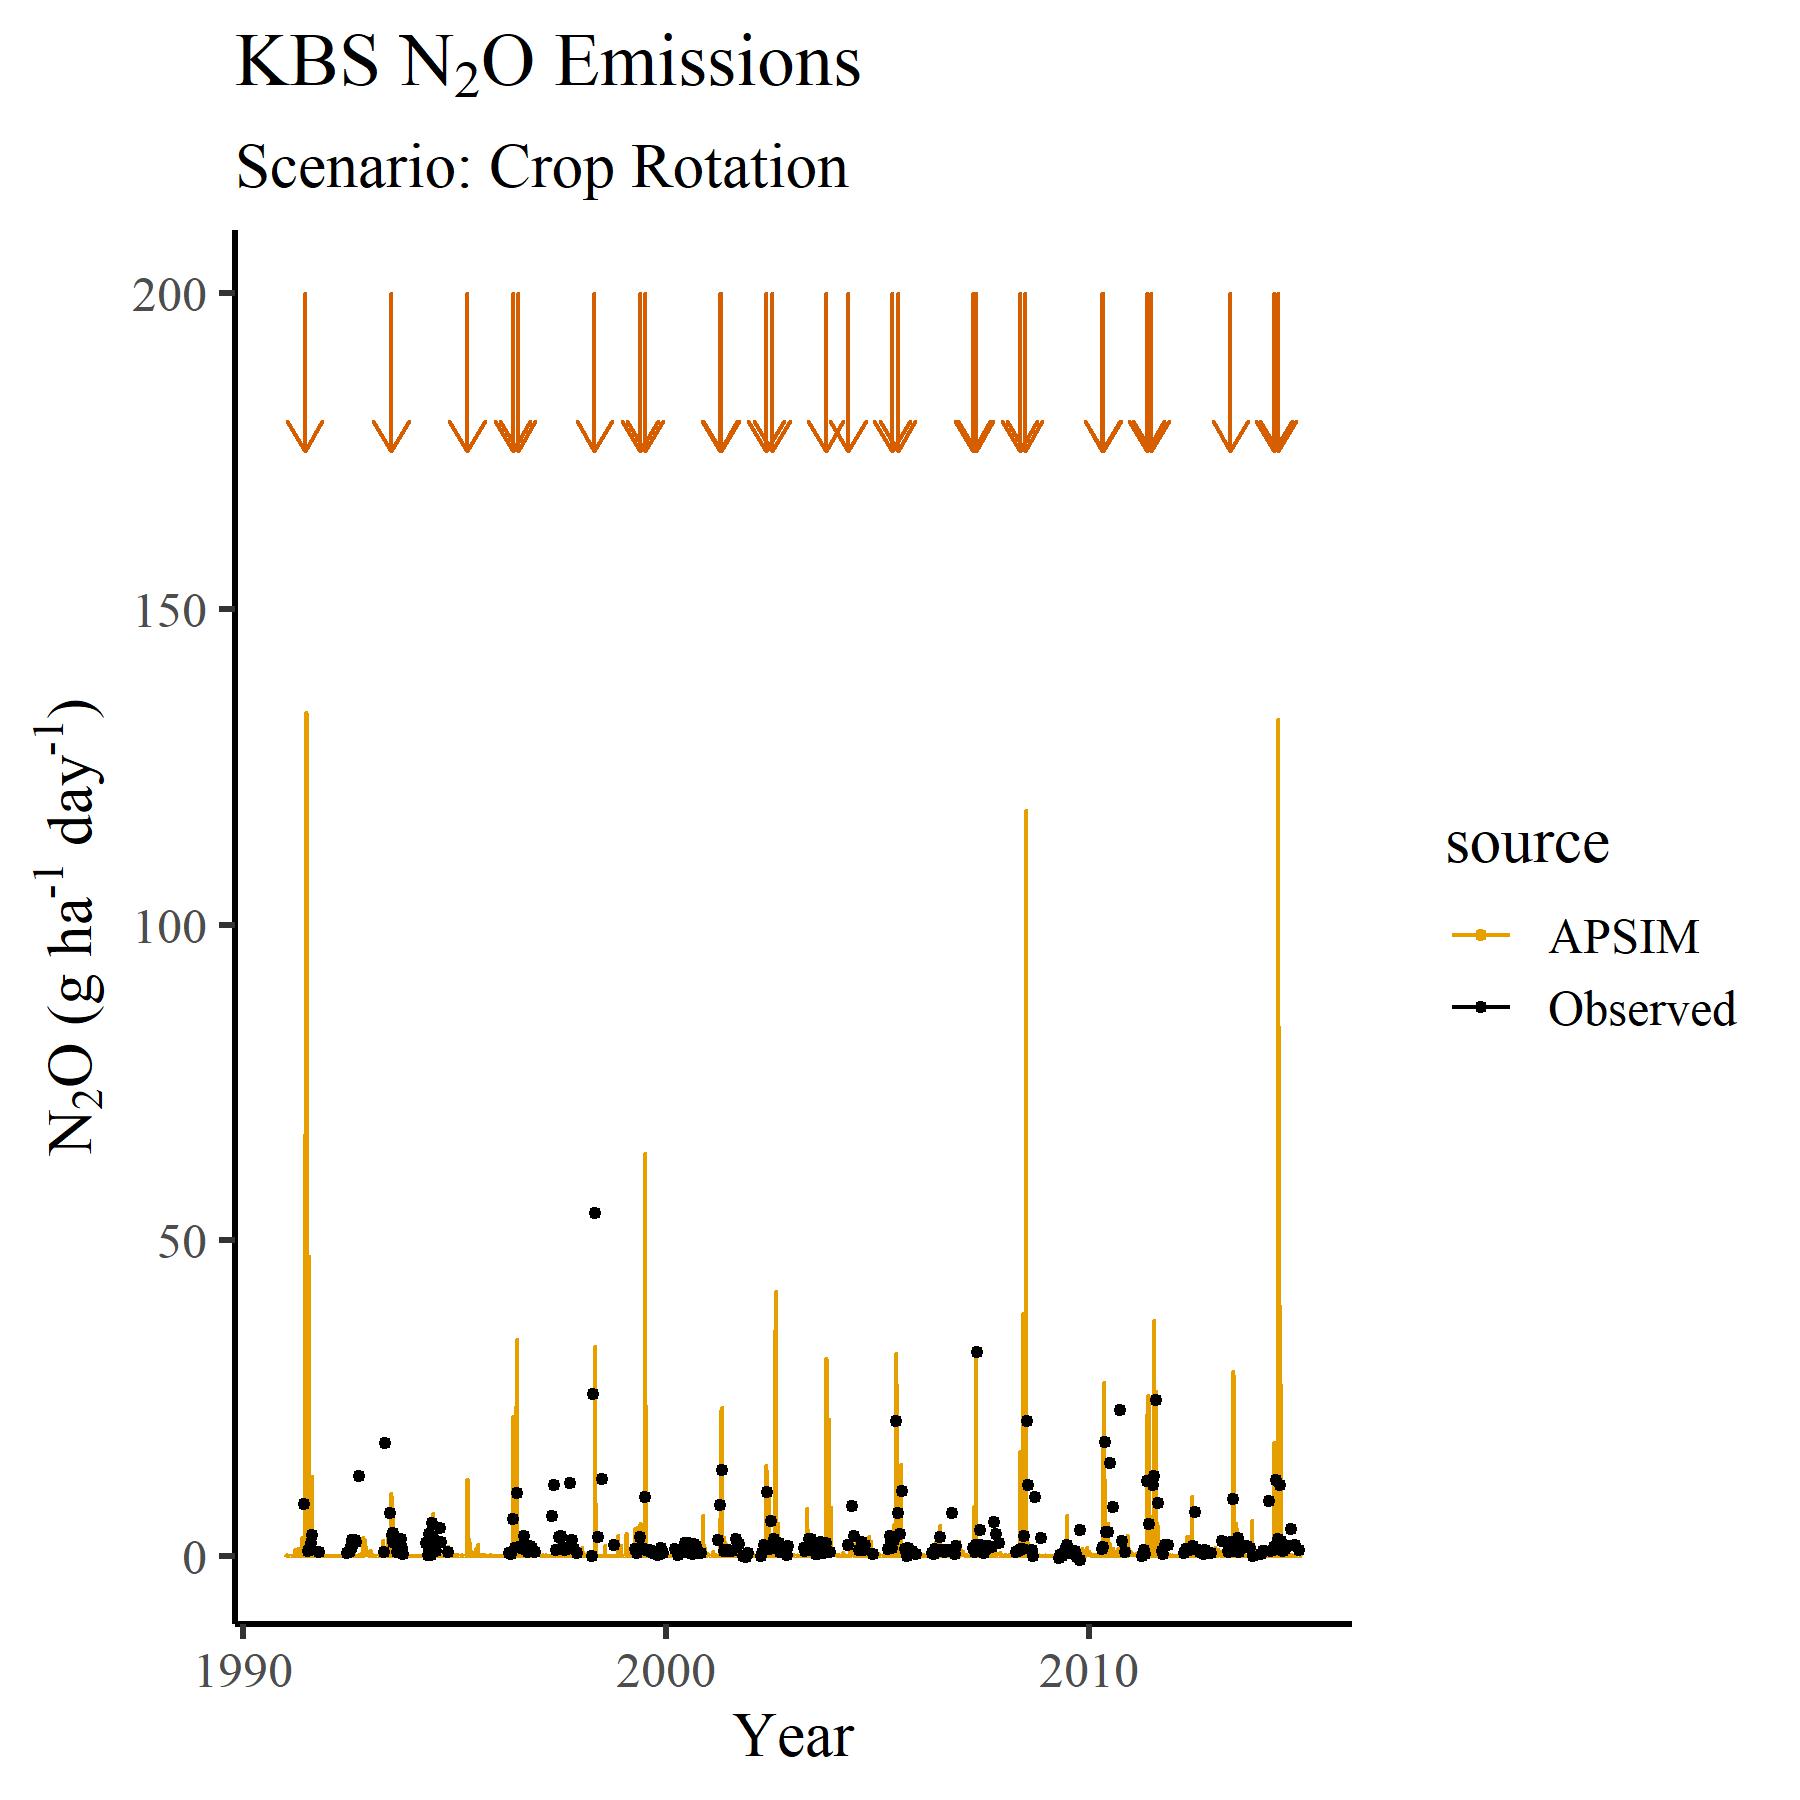 KBS N₂O Emissions
Scenario: Crop Rotation
N₂O (g ha⁻¹ day⁻¹)
200
150
100
50
0
1990 2000 2010
Year
source
APSIM
Observed